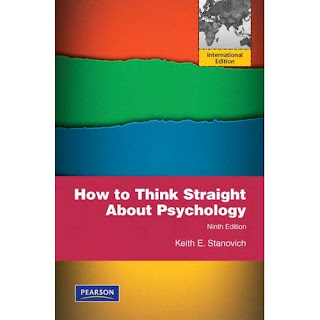 International
Edition
How to Think Straight
About Psychology
Ninth Edition
Keith E. Stanovich
PEARSON